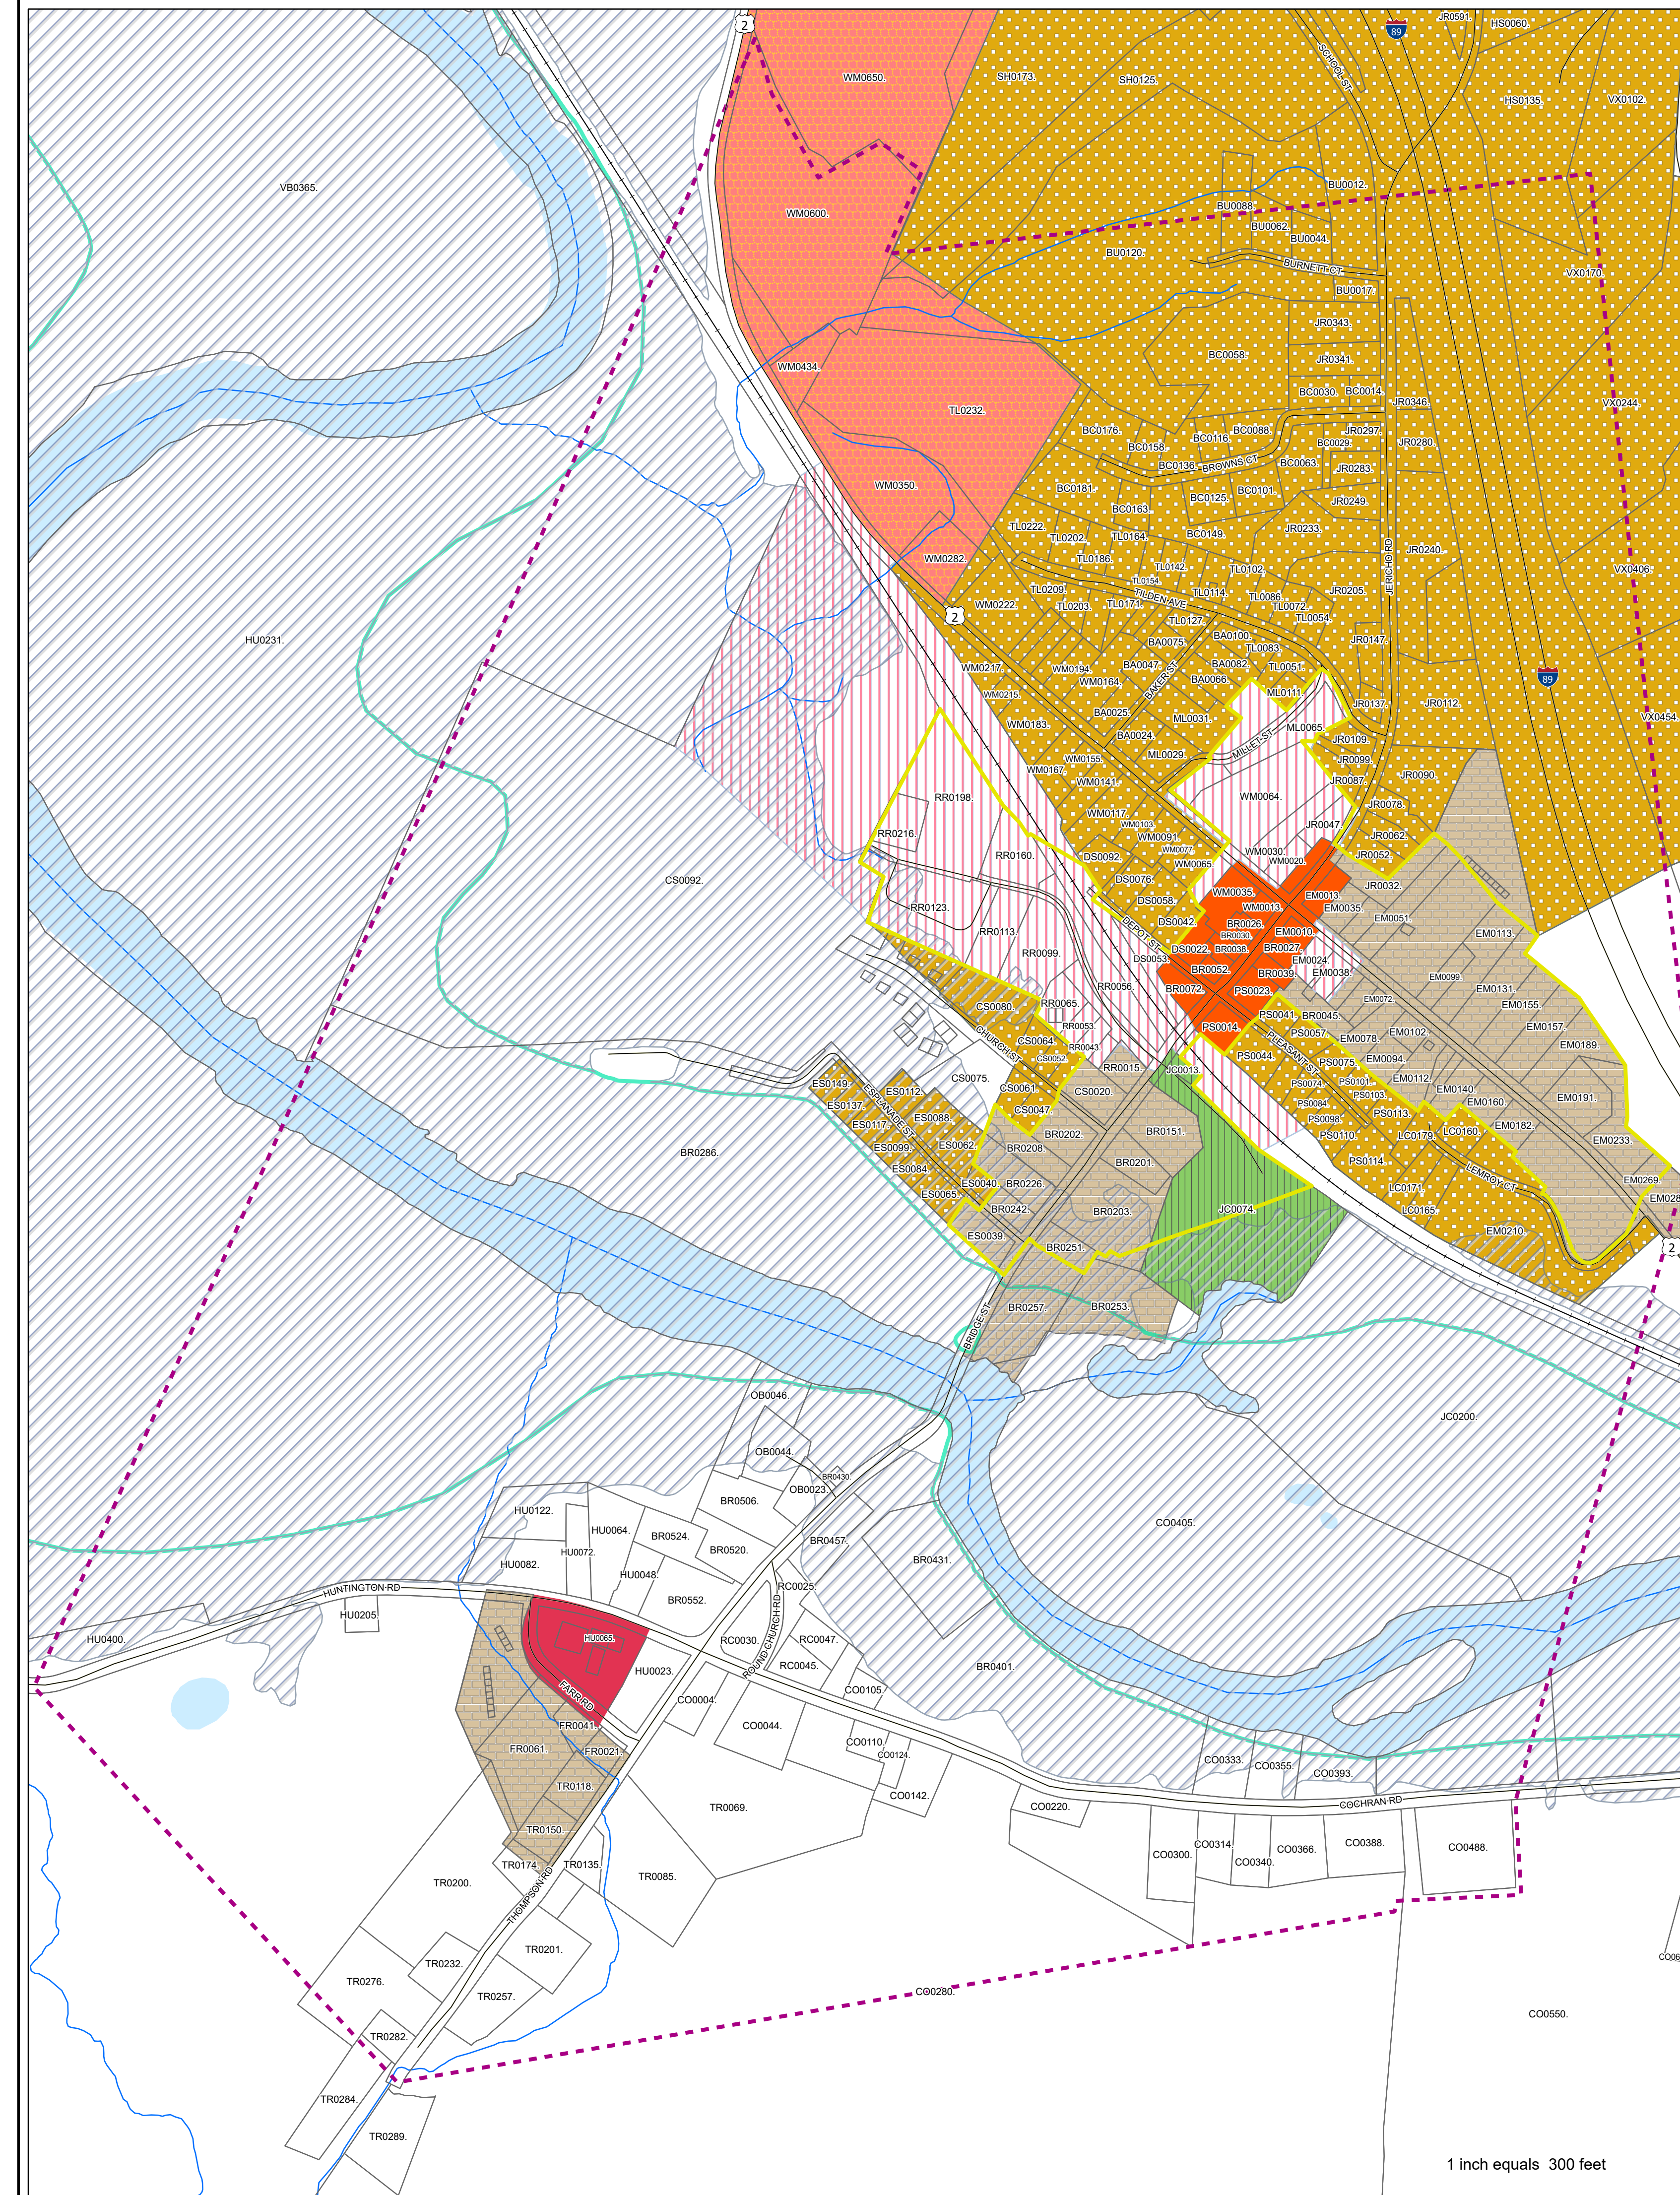 2
WM0650.
SH0173.
SH0125.
SCHOOL ST
89
JR0591.
HS0060.
HS0135.
VX0102.
VB0365.
WM0600.
BU0012.
BU0088.
BU0062.
BU0044.
BU0120.
BURNETT CT
BU0017.
VX0170.
JR0343.
BC0058.
JR0341.
WM0434.
BC0030.
BC0014.
JR0346.
VX0244.
TL0232.
BC0176.
BC0158.
BC0116.
BC0088.
JR0297.
BC0029.
JR0280.
BC0136.
BROWNS CT
BC0063.
JR0283.
WM0350.
BC0181.
BC0125.
BC0101.
JR0249.
BC0163.
TL0222.
TL0202.
TL0164.
BC0149.
JR0233.
WM0282.
TL0186.
TL0142.
TL0102.
JR0240.
JERICHO RD
VX0406.
TL0154.
TL0209.
TILDEN AVE
TL0114.
TL0086.
JR0205.
2
WM0222.
TL0203.
TL0171.
TL0072.
TL0054.
TL0127.
HU0231.
BA0075.
BA0100.
TL0083.
JR0147.
WM0217.
WM0194.
BA0047.
BA0082.
TL0051.
WM0164.
BAKER ST
BA0066.
89
WM0215.
ML0111.
JR0137.
JR0112.
WM0183.
BA0025.
ML0031.
ML0065.
VX0454.
BA0024.
MILLET ST
JR0109.
WM0155.
ML0029.
JR0099.
WM0167.
WM0141.
JR0087.
JR0090.
RR0198.
WM0064.
JR0078.
WM0117.
WM0103.
JR0047.
RR0216.
WM0091.
JR0062.
RR0160.
DS0092.
WM0077.
WM0030.
JR0052.
WM0065.
WM0020.
CS0092.
DS0076.
JR0032.
WM0035.
EM0013.
DS0058.
RR0123.
WM0013.
EM0035.
EM0051.
DEPOT ST
DS0042.
BR0026.
RR0113.
BR0030.
EM0010.
EM0113.
DS0022.
BR0038.
BR0027.
RR0099.
DS0053.
BR0052.
EM0024.
EM0038.
BR0039.
EM0099.
RR0056.
BR0072.
PS0023.
EM0131.
CS0080.
RR0065.
EM0072.
EM0155.
PS0041.
BR0045.
RR0053.
PS0014.
EM0157.
CHURCH ST
CS0064.
PLEASANT ST
PS0057.
EM0078.
EM0102.
RR0043.
EM0189.
CS0052.
PS0044.
PS0075.
EM0094.
RR0015.
JC0013.
CS0075.
PS0074.
PS0101.
EM0112.
ES0149.
ES0112.
CS0061.
CS0020.
PS0103.
EM0140.
EM0191.
ES0137.
ESPLANADE ST
PS0084.
EM0160.
CS0047.
PS0098.
PS0113.
ES0117.
ES0088.
BR0151.
EM0182.
BR0202.
PS0110.
LC0179.
LC0160.
EM0233.
ES0099.
ES0062.
BR0208.
BR0286.
ES0084.
BR0201.
PS0114.
ES0040.
BR0226.
LEMROY CT
EM0269.
LC0171.
ES0065.
BR0242.
BR0203.
JC0074.
LC0165.
EM0210.
ES0039.
BR0251.
2
BR0257.
BR0253.
BRIDGE ST
OB0046.
JC0200.
OB0044.
BR0430.
OB0023.
BR0506.
HU0122.
CO0405.
HU0064.
BR0524.
BR0457.
HU0072.
BR0520.
HU0082.
BR0431.
HU0048.
HUNTINGTON RD
RC0025.
BR0552.
HU0205.
HU0400.
HU0065.
RC0030.
RC0047.
ROUND CHURCH RD
HU0023.
RC0045.
BR0401.
CO0105.
FARR RD
CO0004.
FR0041.
CO0044.
CO0110.
FR0061.
FR0021.
CO0124.
CO0333.
CO0355.
CO0393.
TR0118.
CO0142.
COCHRAN RD
TR0069.
CO0220.
TR0150.
CO0314.
CO0388.
CO0300.
CO0366.
CO0488.
TR0174.
TR0135.
CO0340.
TR0200.
TR0085.
THOMPSON RD
TR0201.
TR0232.
TR0276.
TR0257.
CO0280.
CO0550.
TR0282.
TR0284.
TR0289.
1 inch equals 300 feet